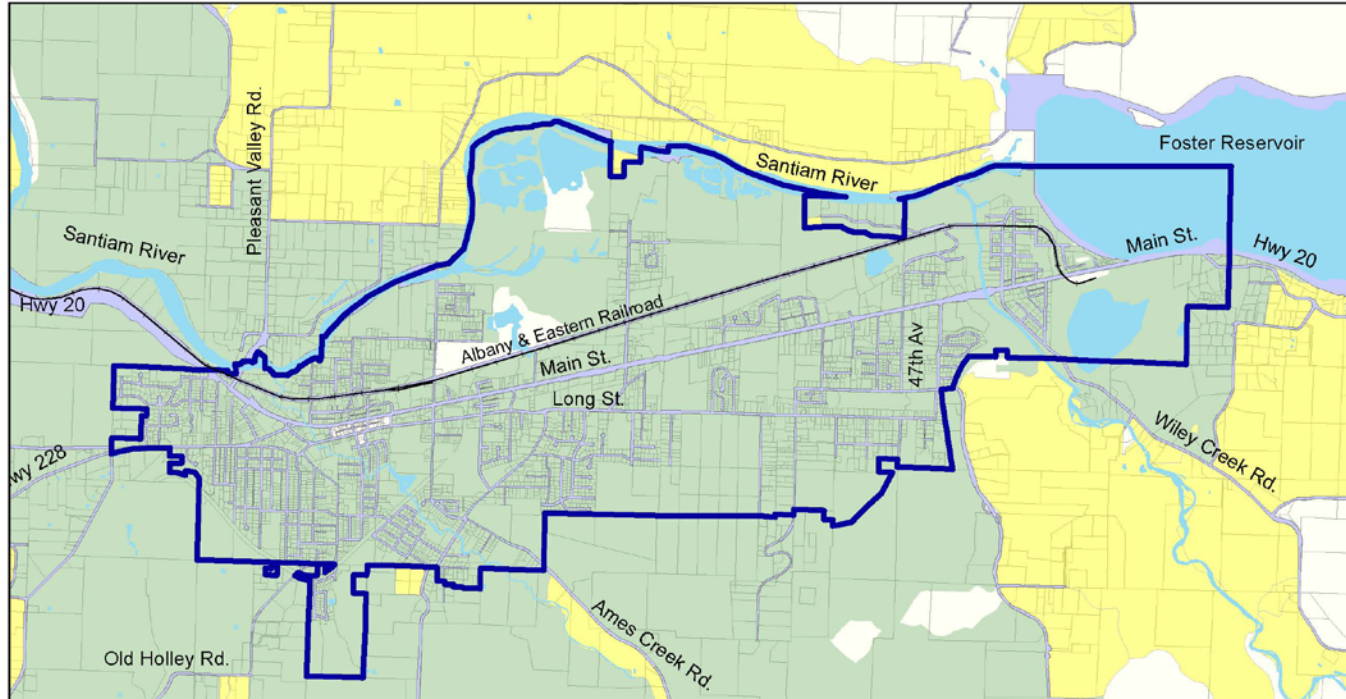 Foster Reservoir
Pleasant Valley Rd.
Santiam River
Santiam River
Main St.
Hwy 20
Hwy 20
Albany & Eastern Railroad
Main St.
47th Av
Long St.
Wiley Creek Rd.
wy 228
Ames Creek Rd.
Old Holley Rd.